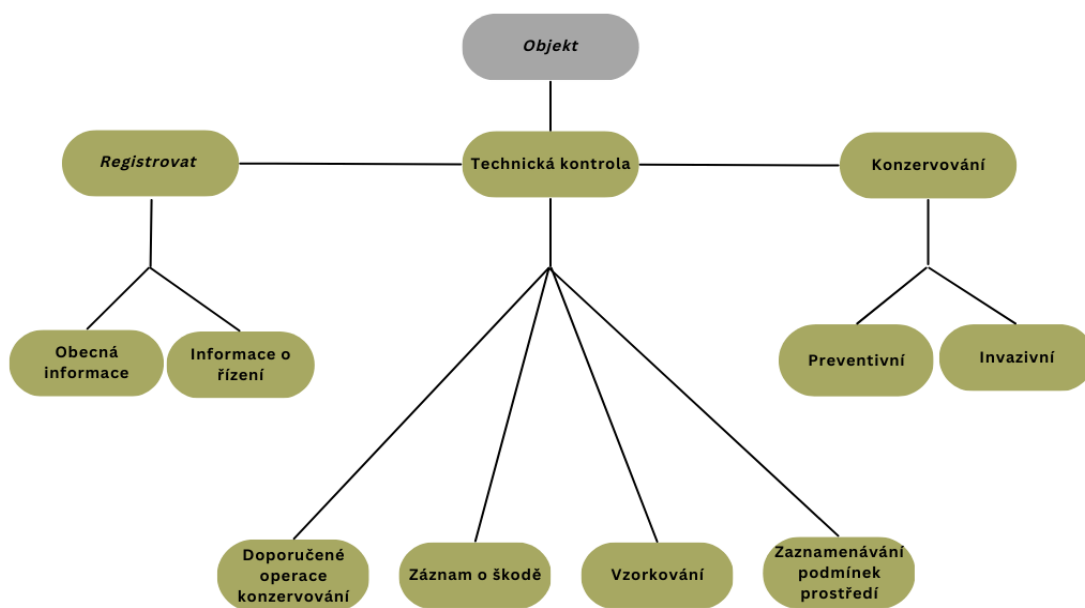 Objekt
Registrovat
Technická kontrola
Konzervování
Obecná
informace
Informace o
řízení
Preventivní
Invazivní
Doporučené
operace
konzervování
Záznam o škodě
Vzorkování
Zaznamenávání
podmínek
prostředí